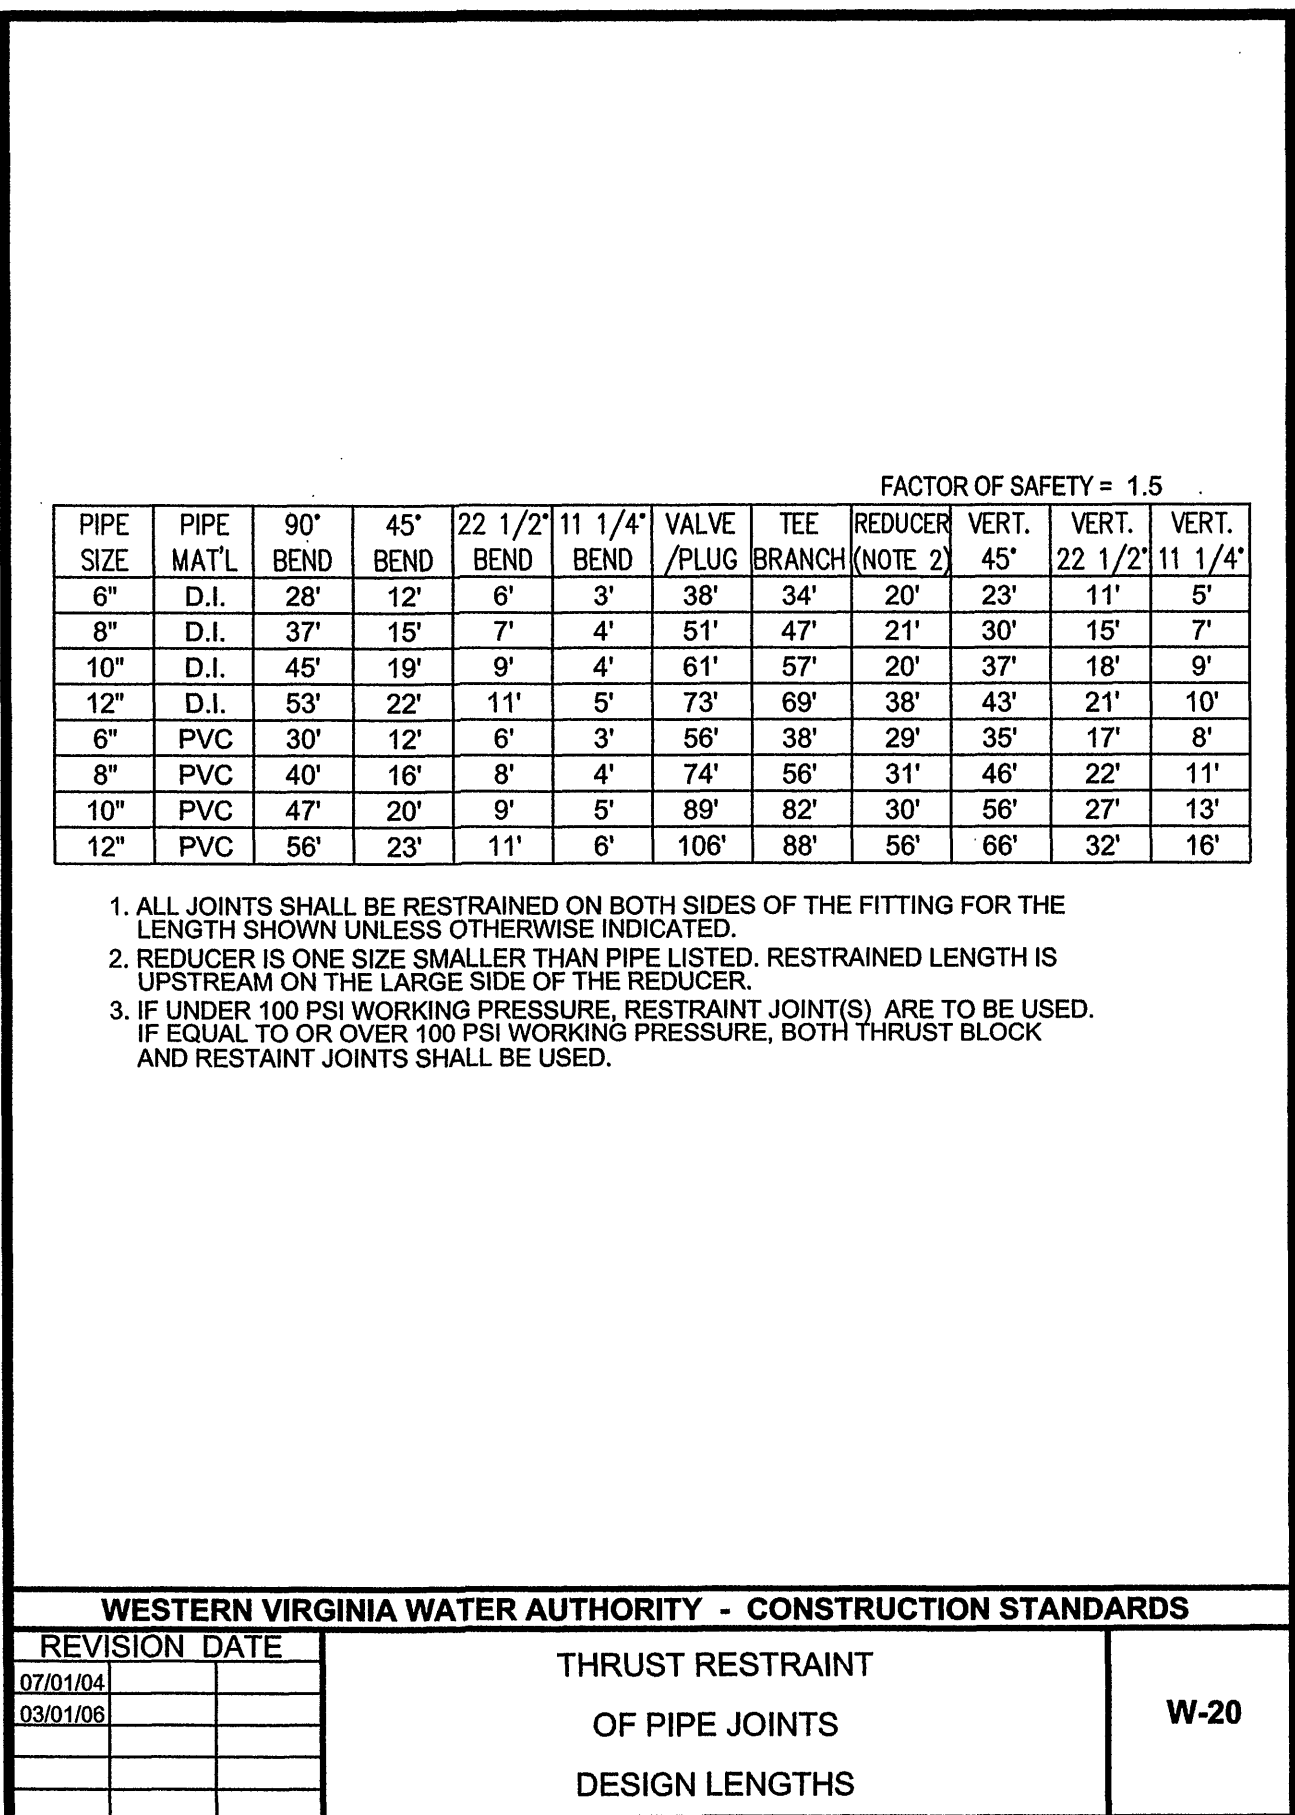 FACTOR OF SAFETY = 1.5
PIPE SIZE PIPE MAT'L 90° BEND 45° BEND 22 1/2° BEND 11 1/4° BEND VALVE /PLUG TEE BRANCH REDUCER (NOTE 2) VERT. 45° VERT. 22 1/2° VERT. 11 1/4°
6" D.I. 28' 12' 6' 3' 38' 34' 20' 23' 11' 5'
8" D.I. 37' 15' 7' 4' 51' 47' 21' 30' 15' 7'
10" D.I. 45' 19' 9' 4' 61' 57' 20' 37' 18' 9'
12" D.I. 53' 22' 11' 5' 73' 69' 38' 43' 21' 10'
6" PVC 30' 12' 6' 3' 56' 38' 29' 35' 17' 8'
8" PVC 40' 16' 8' 4' 74' 56' 31' 46' 22' 11'
10" PVC 47' 20' 9' 5' 89' 82' 30' 56' 27' 13'
12" PVC 56' 23' 11' 6' 106' 88' 56' 66' 32' 16'
1. ALL JOINTS SHALL BE RESTRAINED ON BOTH SIDES OF THE FITTING FOR THE
LENGTH SHOWN UNLESS OTHERWISE INDICATED.
2. REDUCER IS ONE SIZE SMALLER THAN PIPE LISTED. RESTRAINED LENGTH IS
UPSTREAM ON THE LARGE SIDE OF THE REDUCER.
3. IF UNDER 100 PSI WORKING PRESSURE, RESTRAINT JOINT(S) ARE TO BE USED.
IF EQUAL TO OR OVER 100 PSI WORKING PRESSURE, BOTH THRUST BLOCK
AND RESTAINT JOINTS SHALL BE USED.
WESTERN VIRGINIA WATER AUTHORITY - CONSTRUCTION STANDARDS
REVISION DATE
07/01/04
03/01/06
THRUST RESTRAINT
OF PIPE JOINTS
DESIGN LENGTHS
W-20